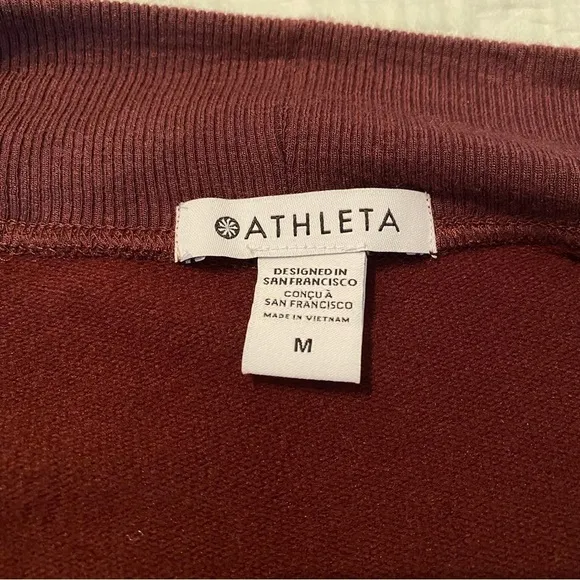 ATHLETA
DESIGNED IN
SAN FRANCISCO
CONÇU À
SAN FRANCISCO
MADE IN VIETNAM
M